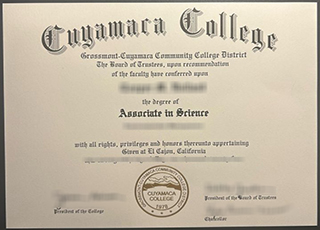 Cuyamaca College
Grossmont-Cuyamaca Community College District
The Board of Trustees, upon recommendation
of the faculty have conferred upon
the degree of
Associate in Science
with all rights, privileges and honors thereunto appertaining
Given at El Cajon, California
CUYAMACA
COLLEGE
President of the College
President of the Board of Trustees
Chancellor